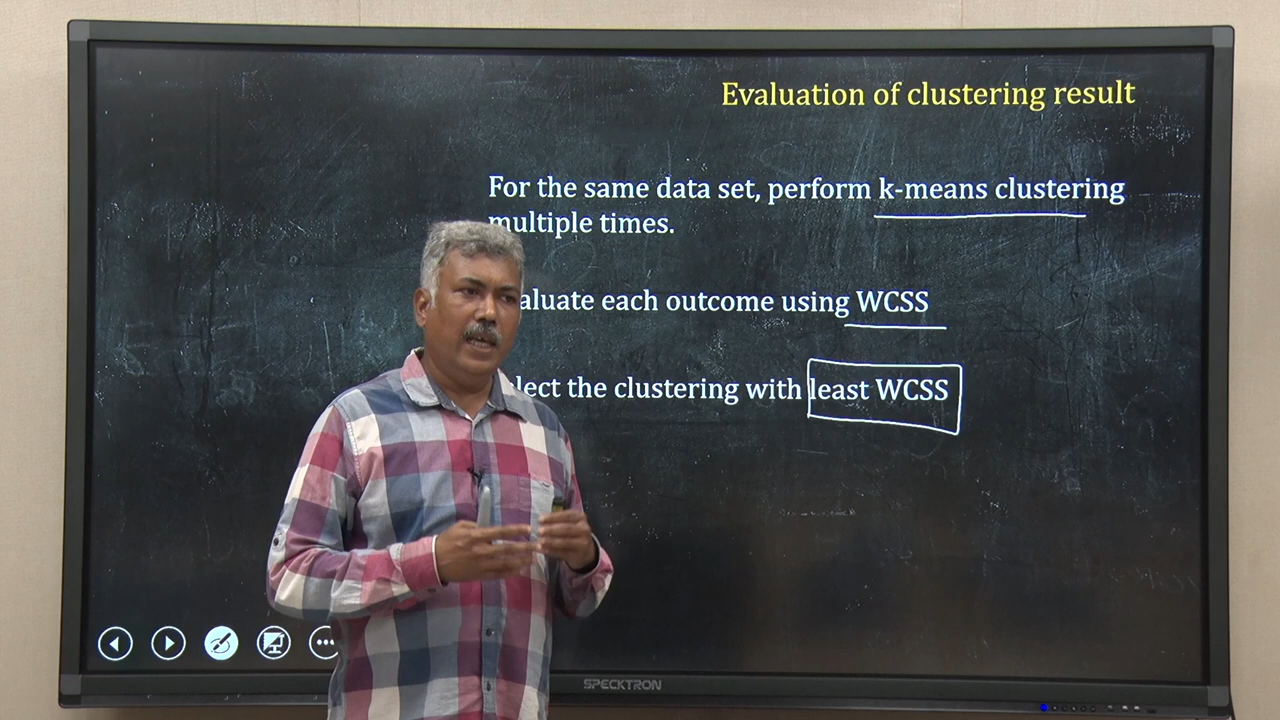 Evaluation of clustering result
For the same data set, perform k-means clustering
multiple times.
aluate each outcome using WCSS
lect the clustering with least WCSS
SPECKTRON